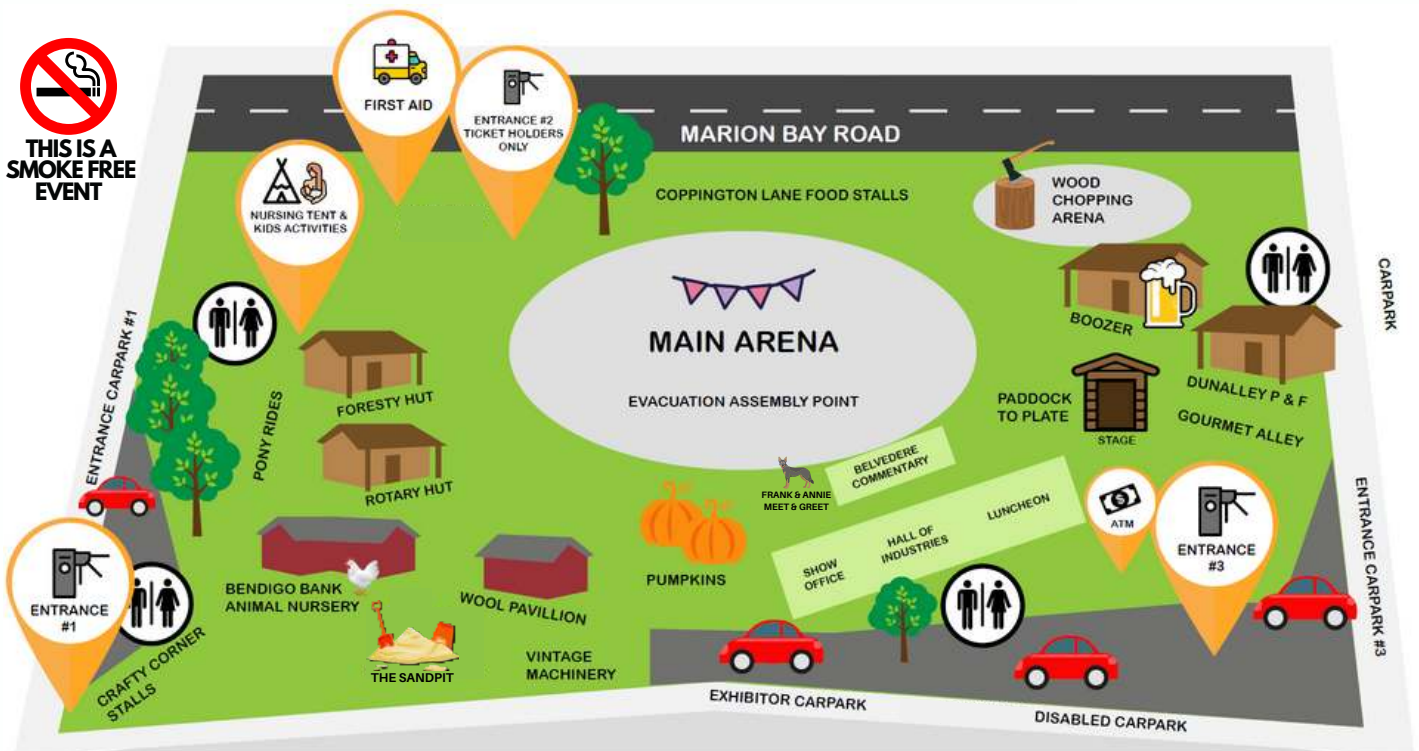 THIS IS A
SMOKE FREE
EVENT
FIRST AID
ENTRANCE #2
TICKET HOLDERS
ONLY
NURSING TENT &
KIDS ACTIVITIES
MARION BAY ROAD
COPPINGTON LANE FOOD STALLS
WOOD
CHOPPING
ARENA
CARPARK
BOOZER
MAIN ARENA
EVACUATION ASSEMBLY POINT
ENTRANCE CARPARK #1
PONY RIDES
FORESTY HUT
ROTARY HUT
PADDOCK
TO PLATE
STAGE
DUNALLEY P & F
GOURMET ALLEY
BELVEDERE
COMMENTARY
FRANK & ANNIE
MEET & GREET
LUNCHEON
HALL OF
INDUSTRIES
SHOW
OFFICE
ATM
ENTRANCE
#3
ENTRANCE CARPARK #3
PUMPKINS
BENDIGO BANK
ANIMAL NURSERY
WOOL PAVILLION
ENTRANCE
#1
CRAFTY CORNER
STALLS
THE SANDPIT
VINTAGE
MACHINERY
EXHIBITOR CARPARK
DISABLED CARPARK